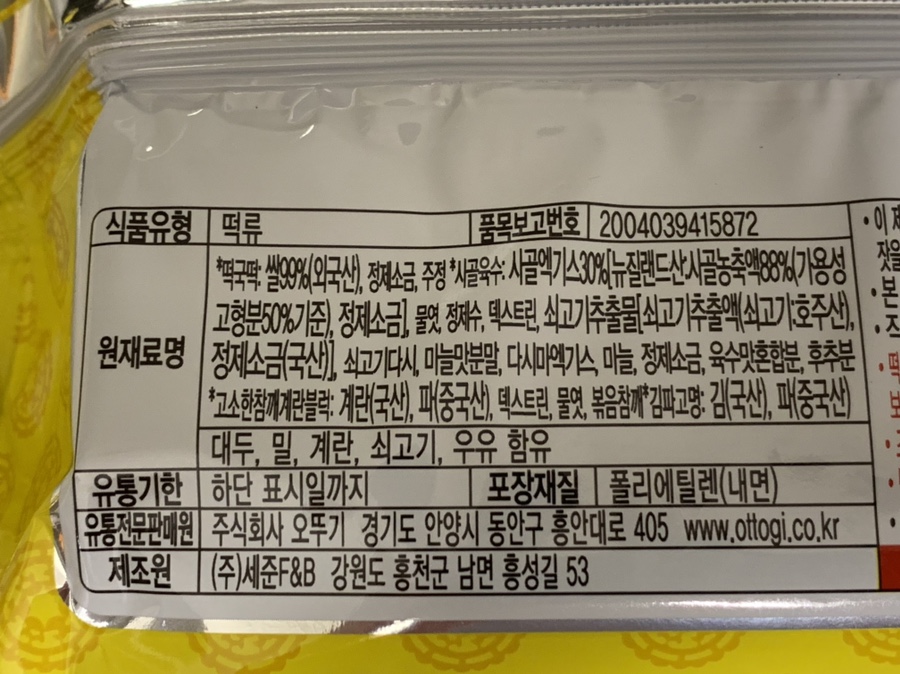 식품유형 떡류 품목보고번호 2004039415872
원재료명
*떡국떡: 쌀99%(외국산), 정제소금, 주정 *사골육수: 사골엑기스30%[뉴질랜드산사골농축액88%(가용성
고형분50%기준), 정제소금], 물엿, 정제수, 덱스트린, 쇠고기추출물[쇠고기추출액(쇠고기:호주산),
정제소금(국산)], 쇠고기다시, 마늘맛분말, 다시마엑기스, 마늘, 정제소금, 육수맛혼합분, 후추분
*고소한참깨계란블럭: 계란(국산), 파(중국산), 덱스트린, 물엿, 볶음참깨*김파고명: 김(국산), 파(중국산)
대두, 밀, 계란, 쇠고기, 우유 함유
유통기한 하단 표시일까지 포장재질 폴리에틸렌(내면)
유통전문판매원 주식회사 오뚜기 경기도 안양시 동안구 흥안대로 405 www.ottogi.co.kr
제조원 (주)세준F&B 강원도 홍천군 남면 홍성길 53